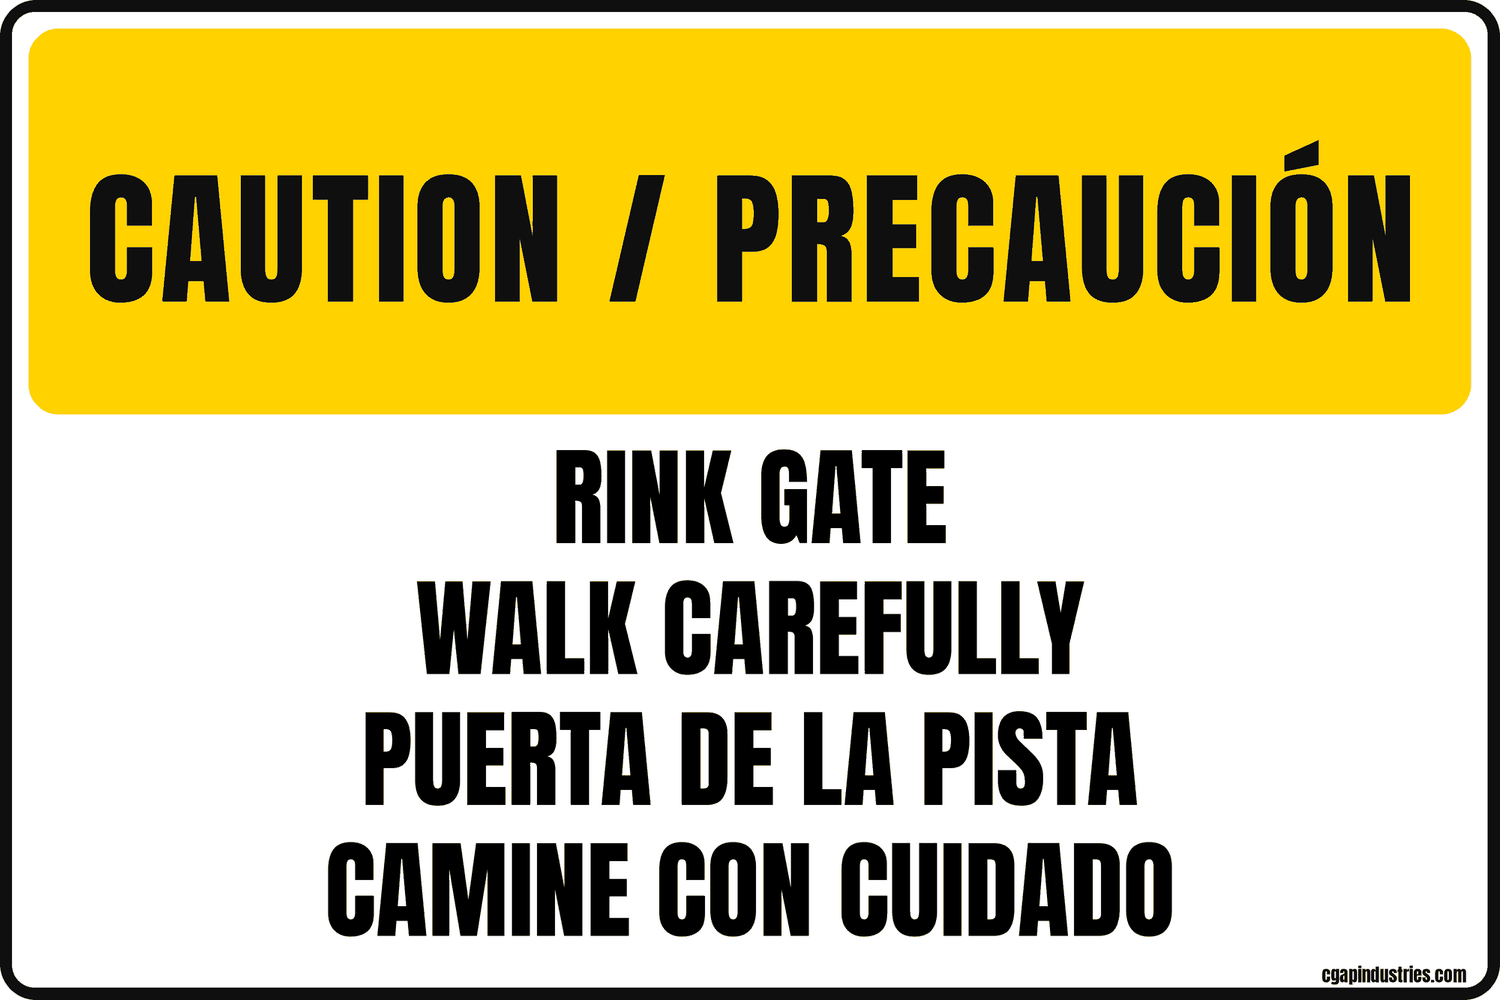 CAUTION / PRECAUCIÓN
RINK GATE
WALK CAREFULLY
PUERTA DE LA PISTA
CAMINE CON CUIDADO
cgapindustries.com